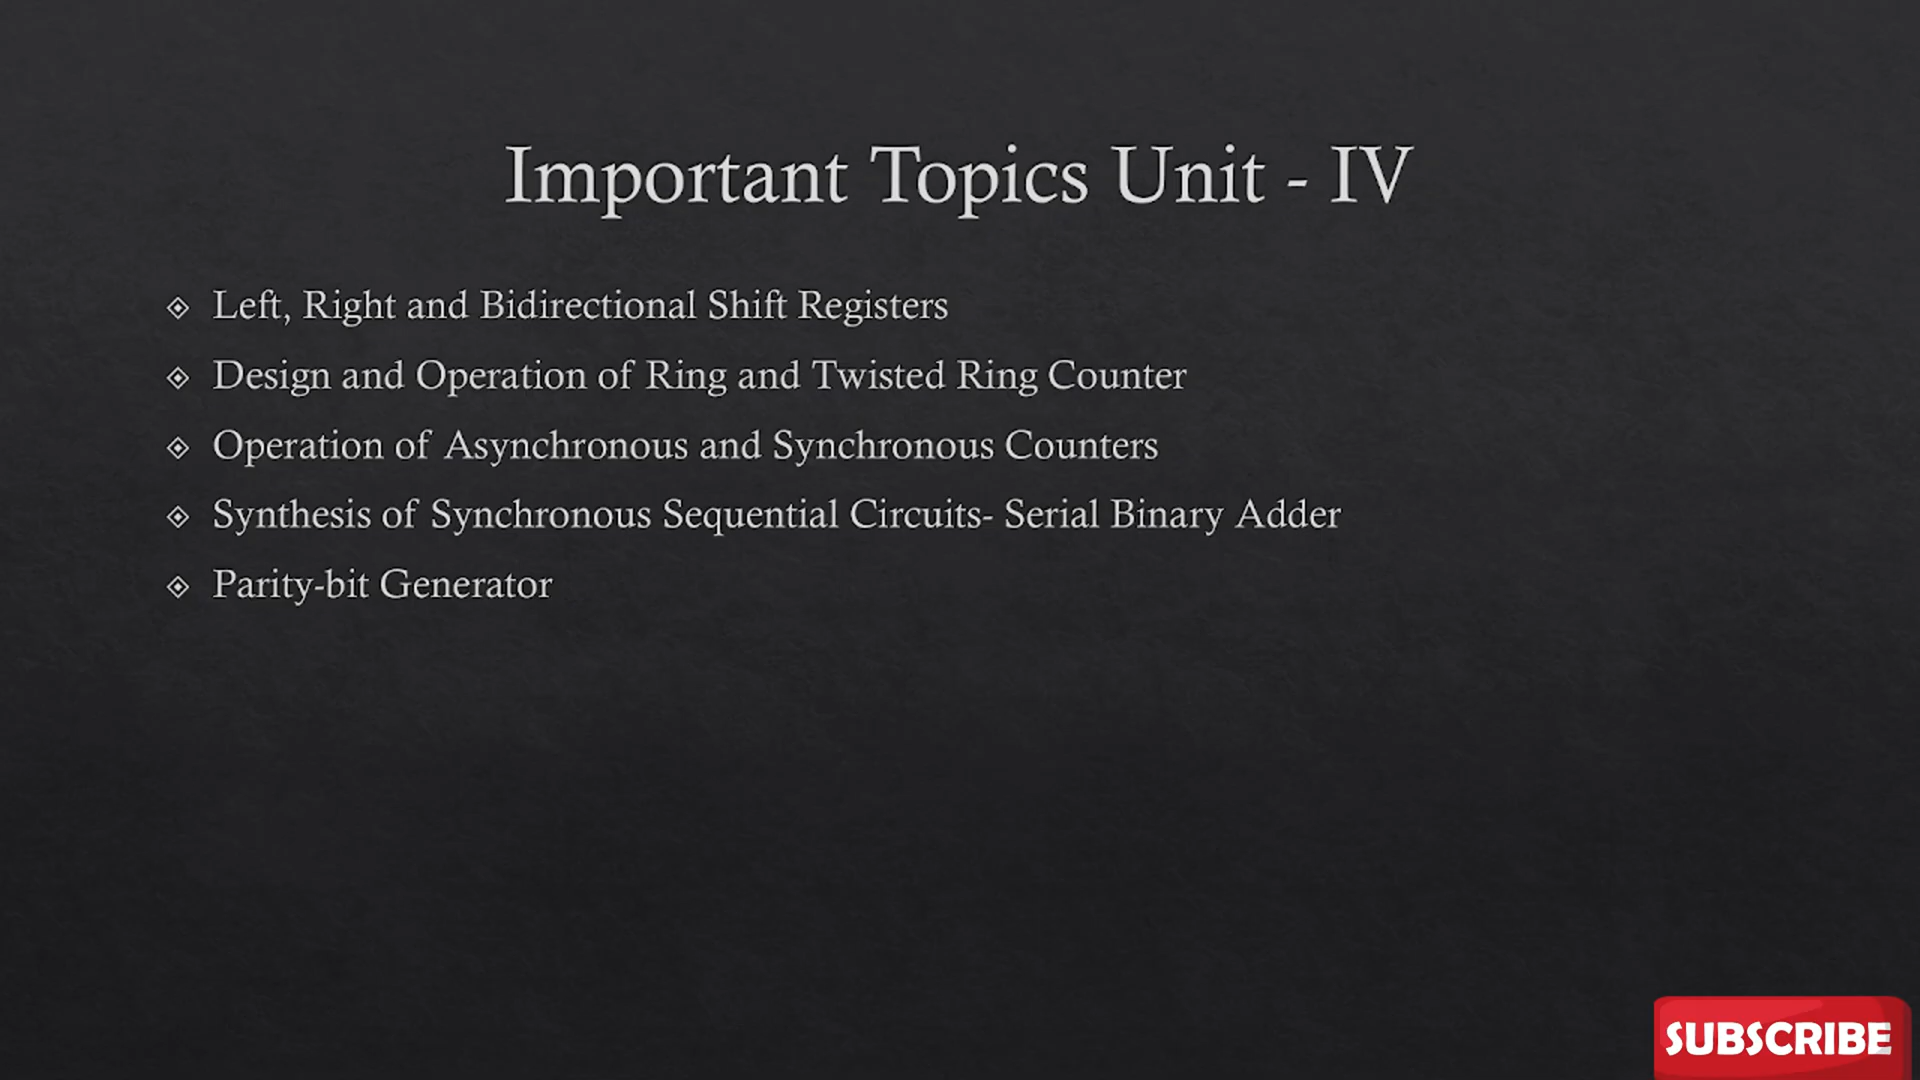 Important Topics Unit - IV
Left, Right and Bidirectional Shift Registers
Design and Operation of Ring and Twisted Ring Counter
Operation of Asynchronous and Synchronous Counters
Synthesis of Synchronous Sequential Circuits- Serial Binary Adder
Parity-bit Generator
SUBSCRIBE